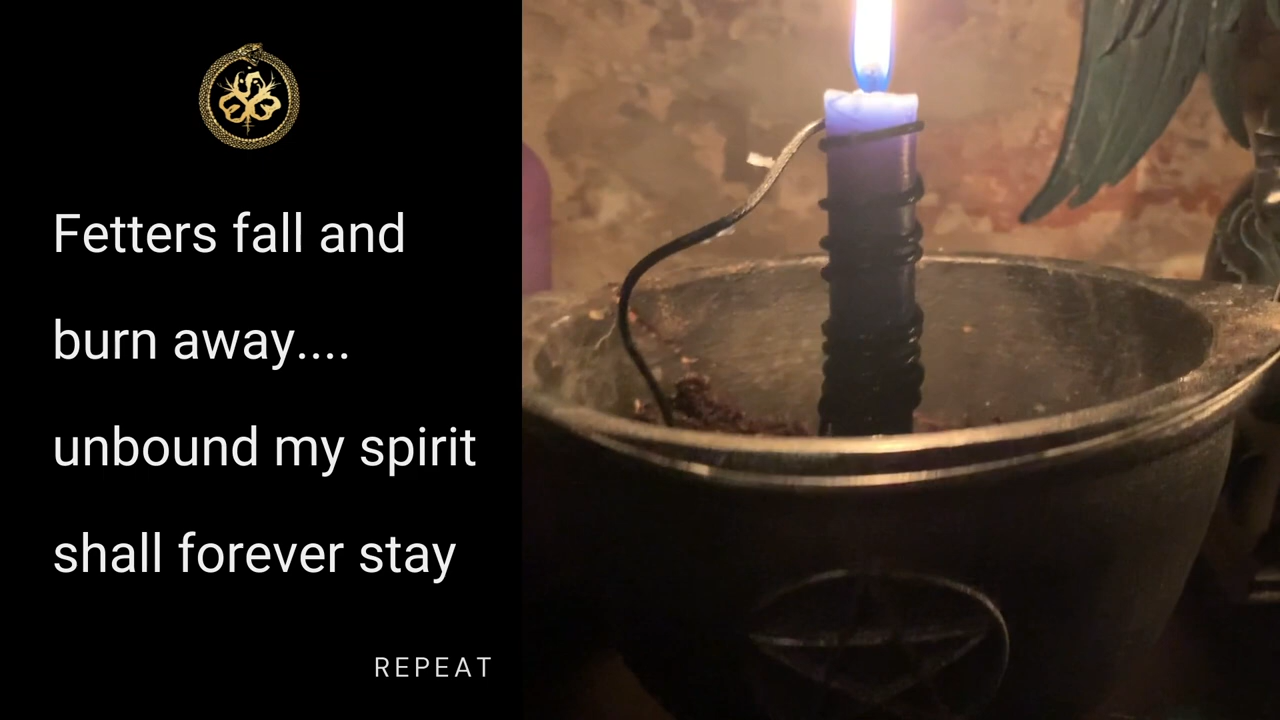 Fetters fall and
burn away....
unbound my spirit
shall forever stay
REPEAT